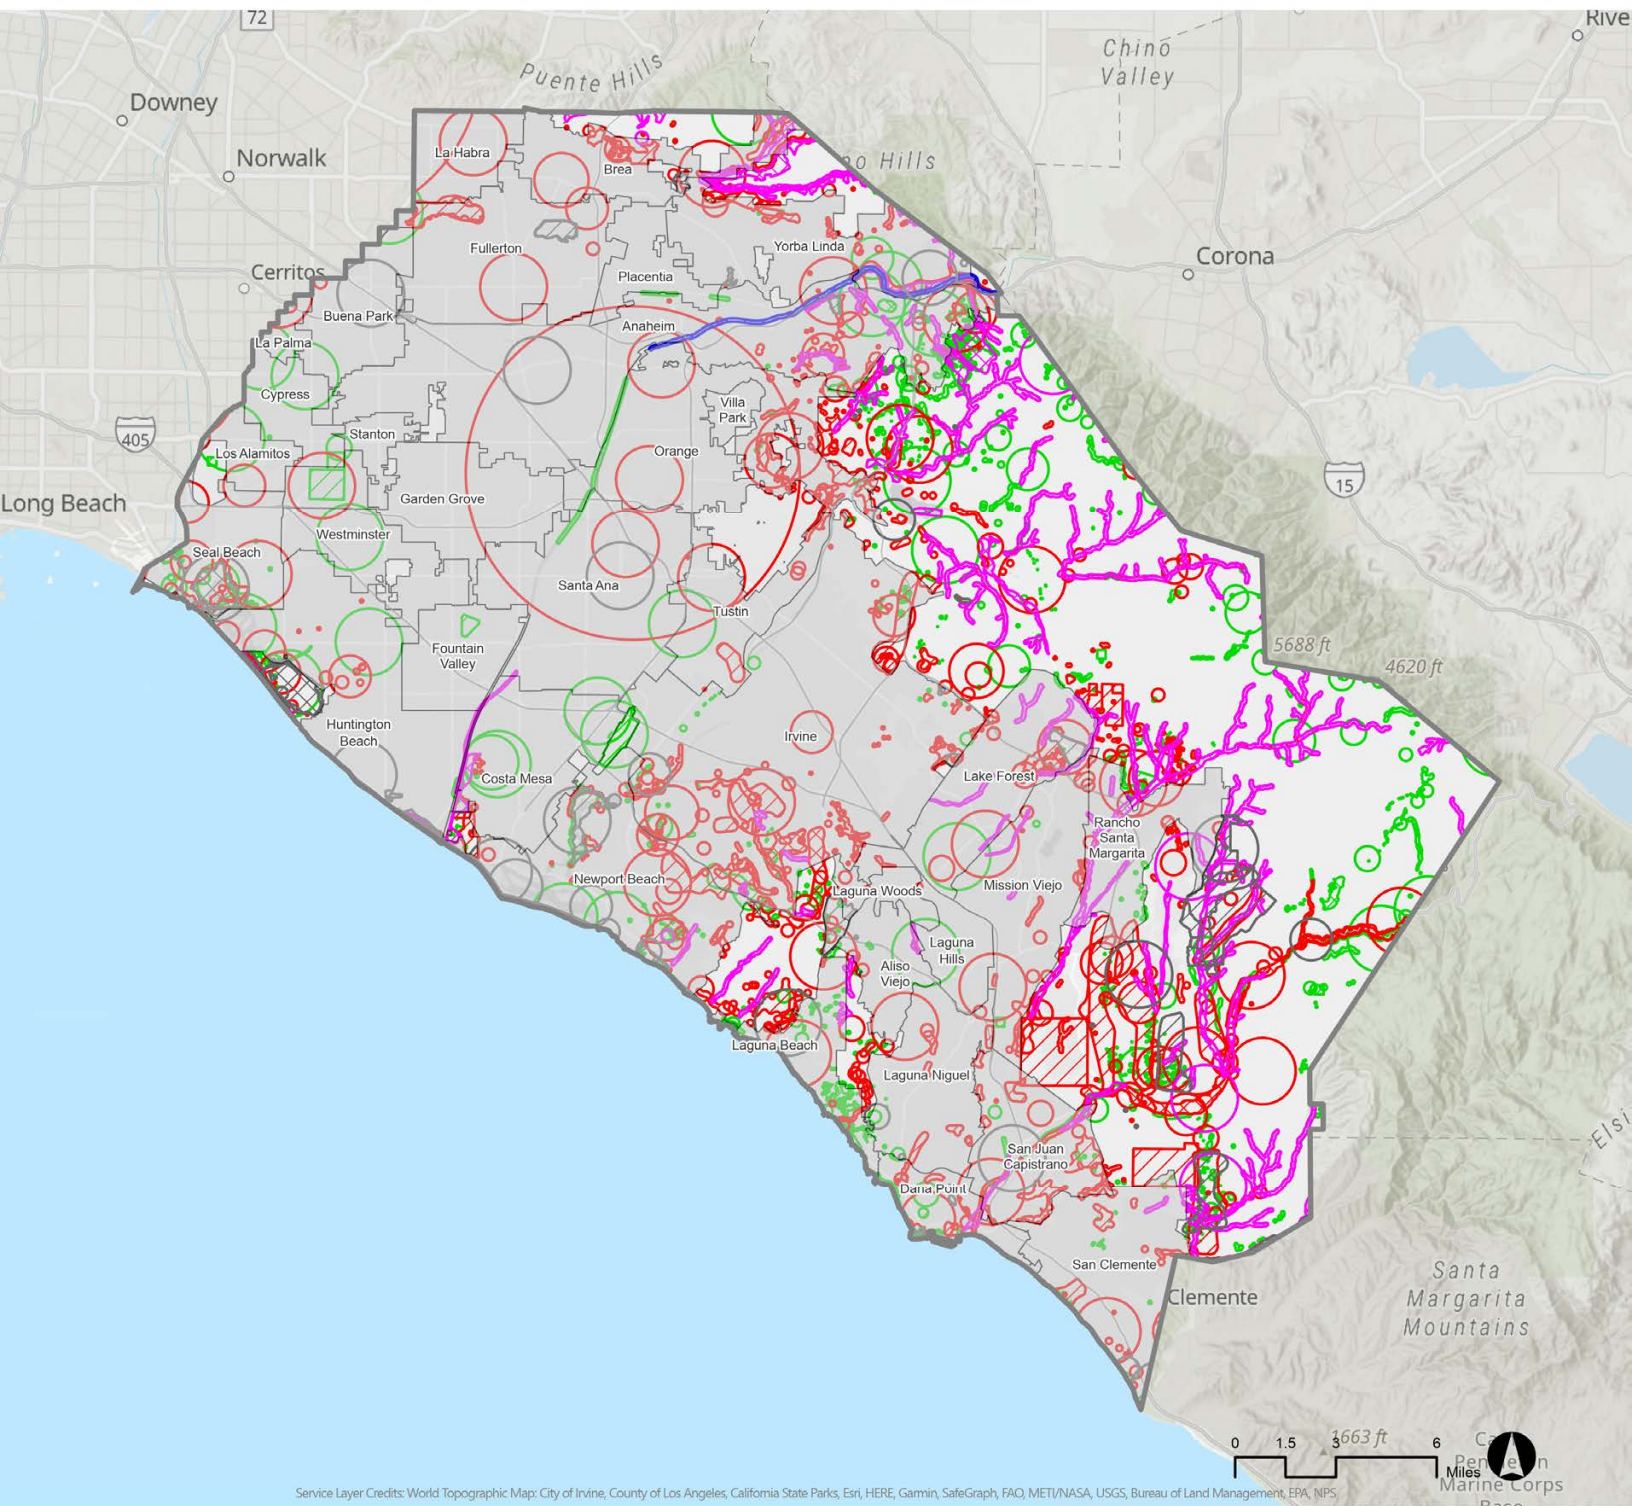 72
Rive
Chino
Valley
Puente Hills
Downey
Norwalk
La Habra
Brea
no Hills
Fullerton
Yorba Linda
Corona
Cerritos
Placentia
Buena Park
Anaheim
La Palma
Cypress
Villa
Park
405
Stanton
Los Alamitos
Orange
15
Garden Grove
Long Beach
Westminster
Seal Beach
Santa Ana
Tustin
Fountain
Valley
5688 ft
4620 ft
Huntington
Beach
Irvine
Costa Mesa
Lake Forest
Rancho
Santa
Margarita
Newport Beach
Laguna Woods
Mission Viejo
Laguna
Hills
Aliso
Viejo
Laguna Beach
Laguna Niguel
Elsi
San Juan
Capistrano
Dana Point
San Clemente
Clemente
Santa
Margarita
Mountains
0 1.5 3 6
Miles
1663 ft
Marine Corps
Base
Service Layer Credits: World Topographic Map: City of Irvine, County of Los Angeles, California State Parks, Esri, HERE, Garmin, SafeGraph, FAO, METI/NASA, USGS, Bureau of Land Management, EPA, NPS